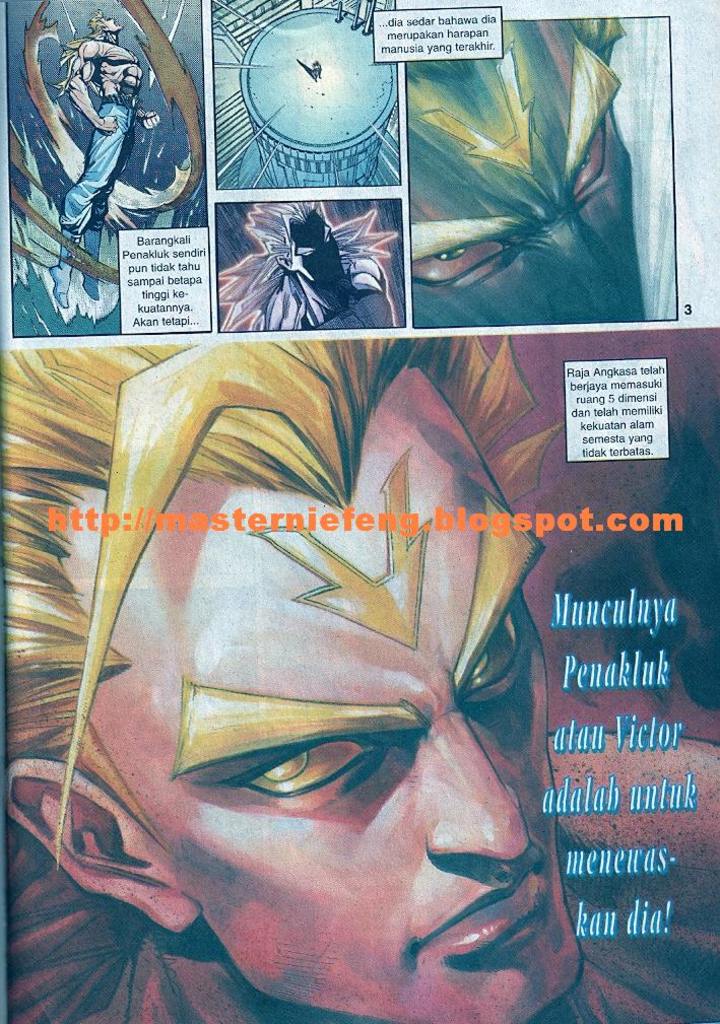 Barangkali
Penakluk sendiri
pun tidak tahu
sampai betapa
tinggi ke-
kuatannya.
Akan tetapi...
...dia sedar bahawa dia
merupakan harapan
manusia yang terakhir.
3
Raja Angkasa telah
berjaya memasuki
ruang 5 dimensi
dan telah memiliki
kekuatan alam
semesta yang
tidak terbatas.
http://masterniefeng.blogspot.com
Munculnya
Penakluk
atau Victor
adalah untuk
menewas-
kan dia!